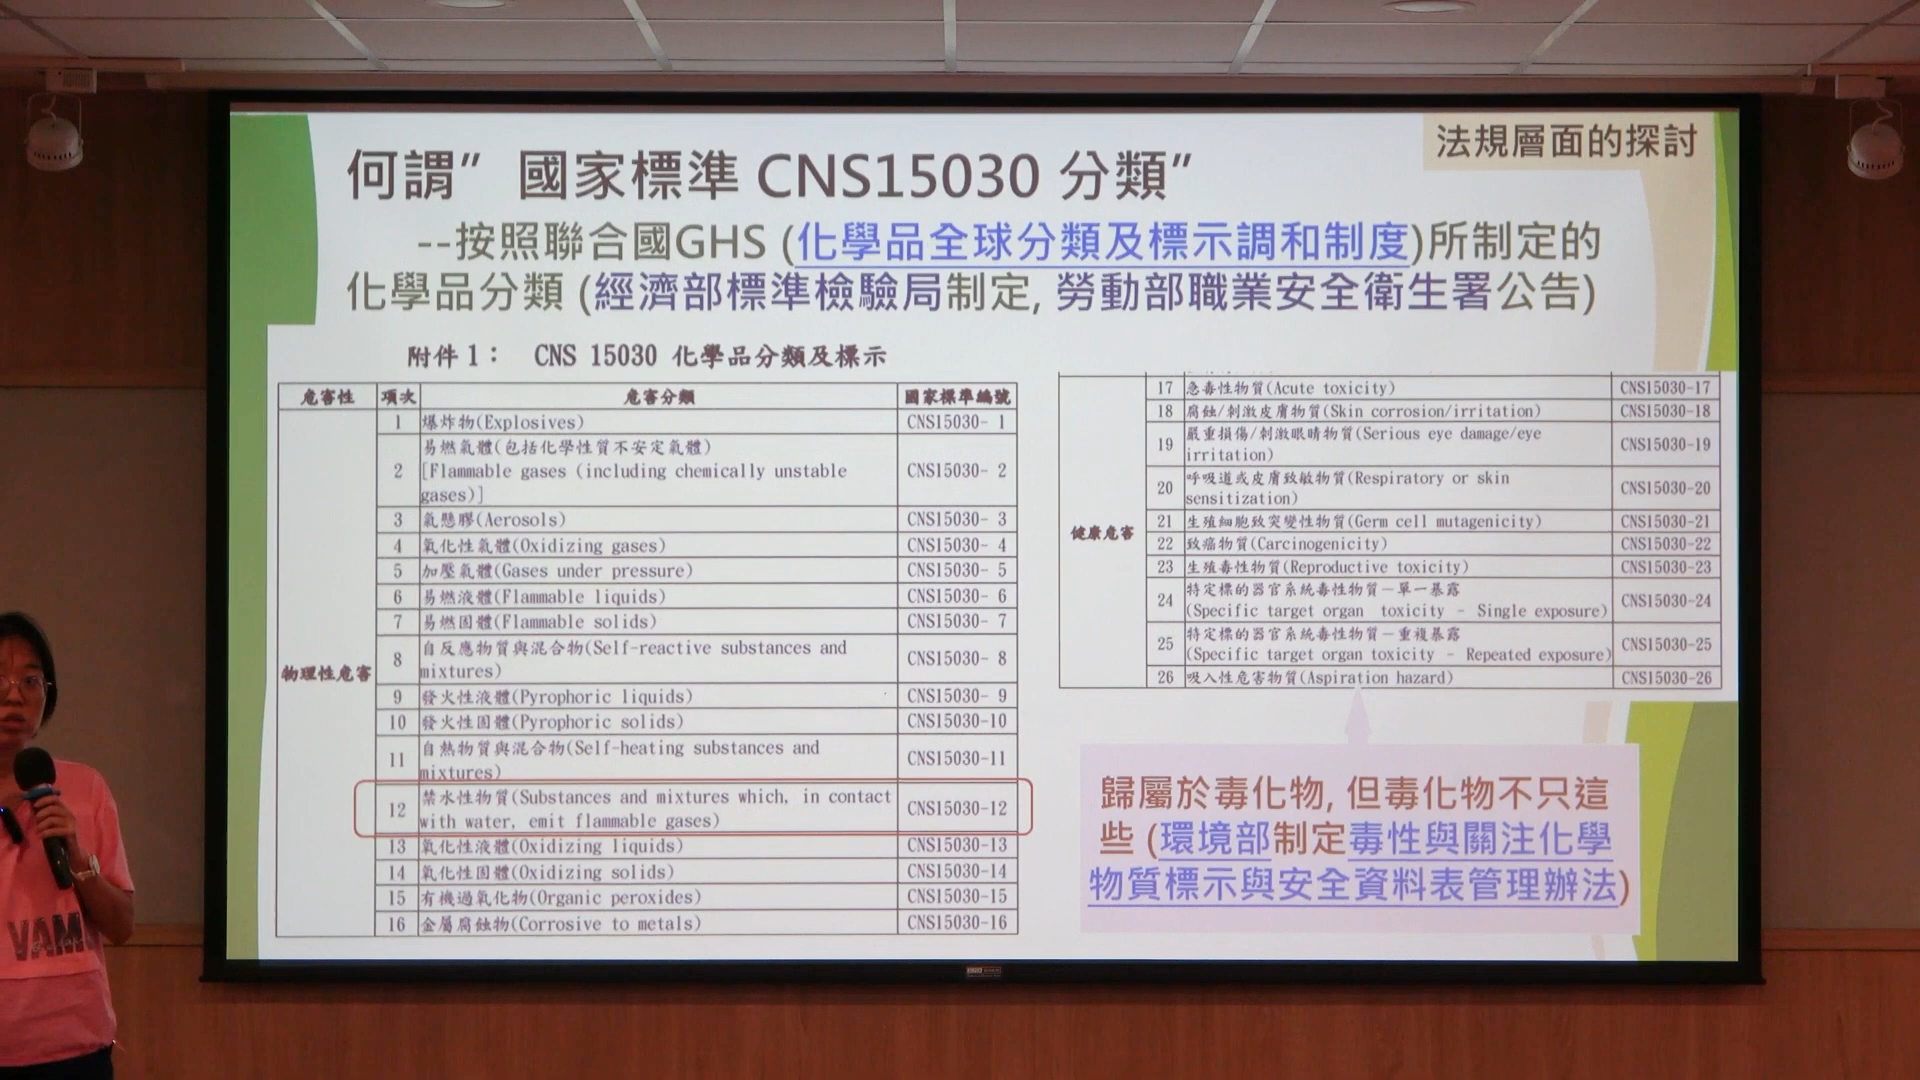 法規層面的探討
何謂”國家標準 CNS15030 分類”
--按照聯合國GHS (化學品全球分類及標示調和制度)所制定的
化學品分類 (經濟部標準檢驗局制定, 勞動部職業安全衛生署公告)
附件1： CNS 15030 化學品分類及標示
危害性 項次 危害分類 國家標準編號
物理性危害
1 爆炸物(Explosives) CNS15030- 1
易燃氣體(包括化學性質不安定氣體)
2 [Flammable gases (including chemically unstable CNS15030- 2
gases)]
3 氣懸膠(Aerosols) CNS15030- 3
4 氧化性氣體(Oxidizing gases) CNS15030- 4
5 加壓氣體(Gases under pressure) CNS15030- 5
6 易燃液體(Flammable liquids) CNS15030- 6
7 易燃固體(Flammable solids) CNS15030- 7
8 自反應物質與混合物(Self-reactive substances and CNS15030- 8
mixtures)
9 發火性液體(Pyrophoric liquids) CNS15030- 9
10 發火性固體(Pyrophoric solids) CNS15030-10
11 自熱物質與混合物(Self-heating substances and CNS15030-11
mixtures)
12 禁水性物質(Substances and mixtures which, in contact CNS15030-12
with water, emit flammable gases)
13 氧化性液體(Oxidizing liquids) CNS15030-13
14 氧化性固體(Oxidizing solids) CNS15030-14
15 有機過氧化物(Organic peroxides) CNS15030-15
16 金屬腐蝕物(Corrosive to metals) CNS15030-16
健康危害
17 急毒性物質(Acute toxicity) CNS15030-17
18 腐蝕/刺激皮膚物質(Skin corrosion/irritation) CNS15030-18
19 嚴重損傷/刺激眼睛物質(Serious eye damage/eye CNS15030-19
irritation)
20 呼吸道或皮膚致敏物質(Respiratory or skin CNS15030-20
sensitization)
21 生殖細胞致突變性物質(Germ cell mutagenicity) CNS15030-21
22 致癌物質(Carcinogenicity) CNS15030-22
23 生殖毒性物質(Reproductive toxicity) CNS15030-23
24 特定標的器官系統毒性物質－單一暴露 CNS15030-24
(Specific target organ toxicity - Single exposure)
25 特定標的器官系統毒性物質－重複暴露 CNS15030-25
(Specific target organ toxicity - Repeated exposure)
26 吸入性危害物質(Aspiration hazard) CNS15030-26
歸屬於毒化物, 但毒化物不只這
些 (環境部制定毒性與關注化學
物質標示與安全資料表管理辦法)
VAM